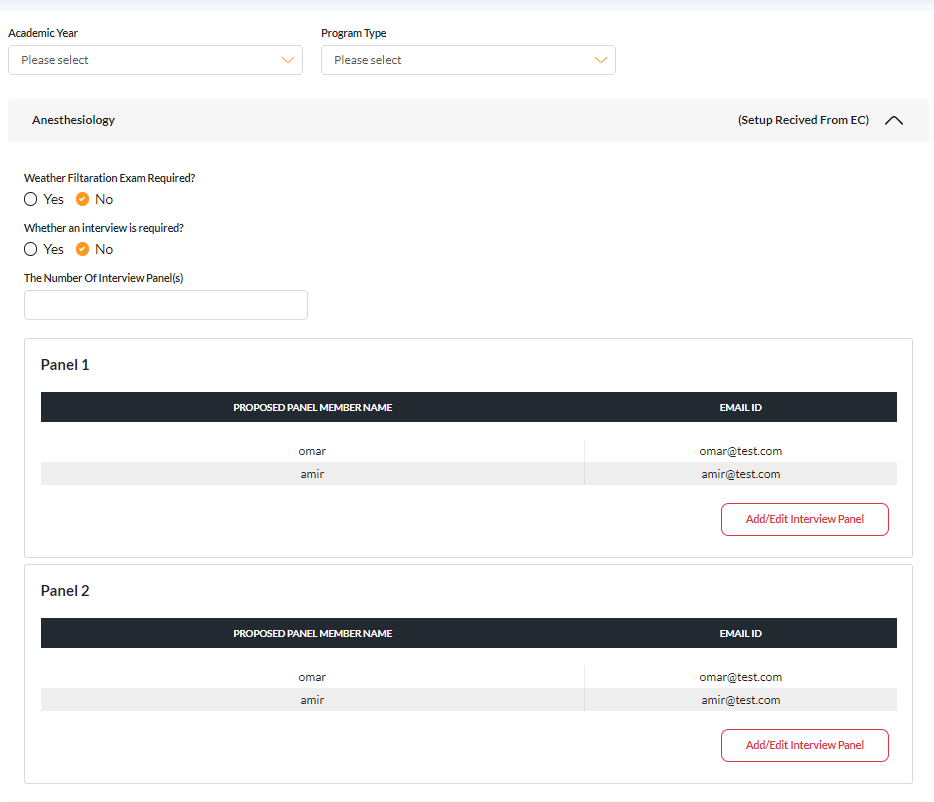 Academic Year Program Type
Please select Please select
Anesthesiology (Setup Recived From EC)
Weather Filtaration Exam Required?
Yes No
Whether an interview is required?
Yes No
The Number Of Interview Panel(s)
Panel 1
PROPOSED PANEL MEMBER NAME EMAIL ID
omar omar@test.com
amir amir@test.com
Add/Edit Interview Panel
Panel 2
PROPOSED PANEL MEMBER NAME EMAIL ID
omar omar@test.com
amir amir@test.com
Add/Edit Interview Panel